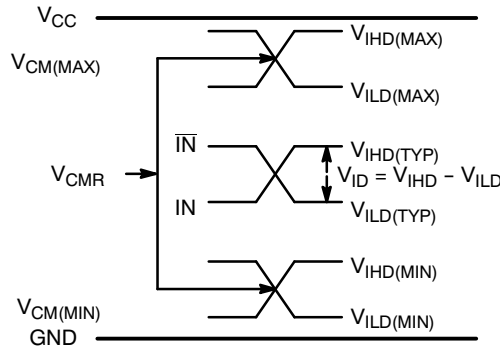 V_CC
V_IHD(MAX)
V_CM(MAX)
V_ILD(MAX)
I̅N̅
V_IHD(TYP)
V_CMR
V_ID = V_IHD – V_ILD
IN
V_ILD(TYP)
V_IHD(MIN)
V_CM(MIN)
V_ILD(MIN)
GND